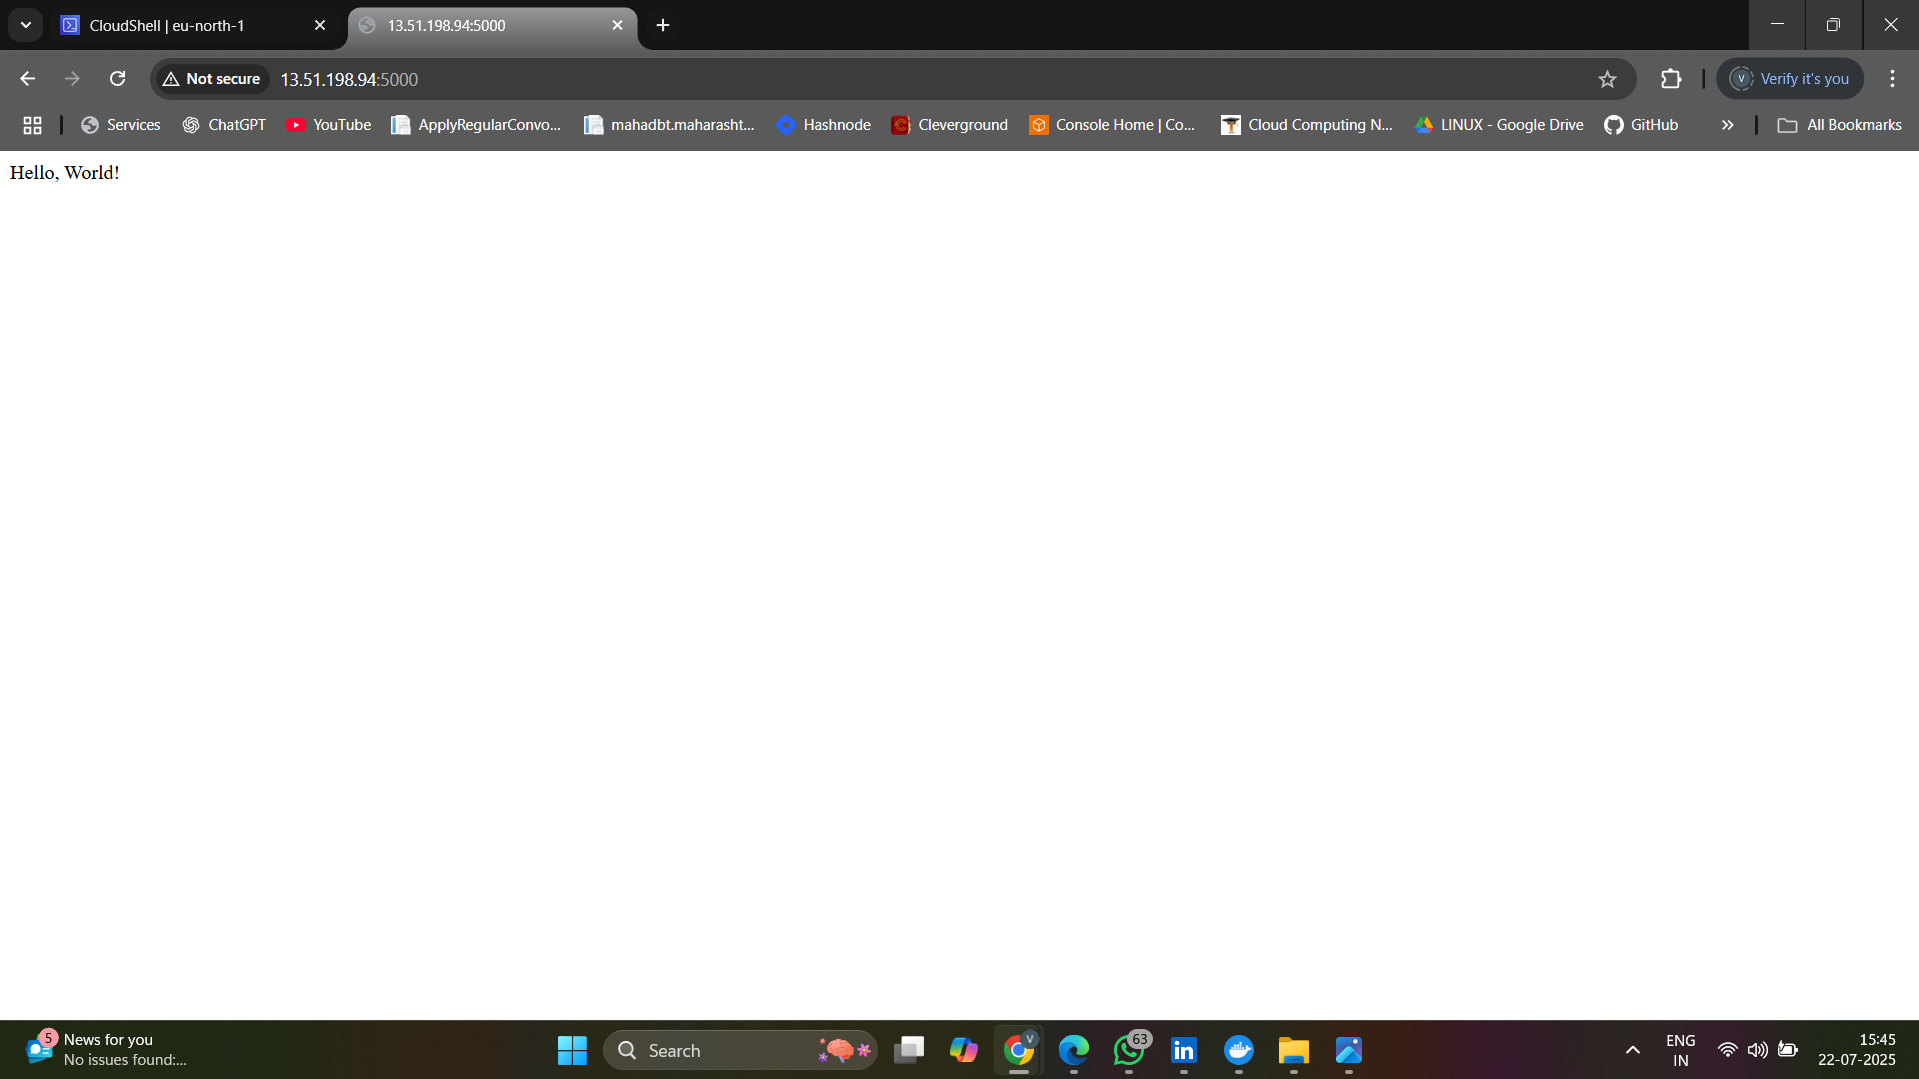 CloudShell | eu-north-1
13.51.198.94:5000
Not secure
13.51.198.94:5000
V
Verify it's you
Services
ChatGPT
YouTube
ApplyRegularConvo...
mahadbt.maharasht...
Hashnode
Cleverground
Console Home | Co...
Cloud Computing N...
LINUX - Google Drive
GitHub
All Bookmarks
Hello, World!
5
News for you
No issues found:...
Search
V
63
in
ENG
IN
15:45
22-07-2025